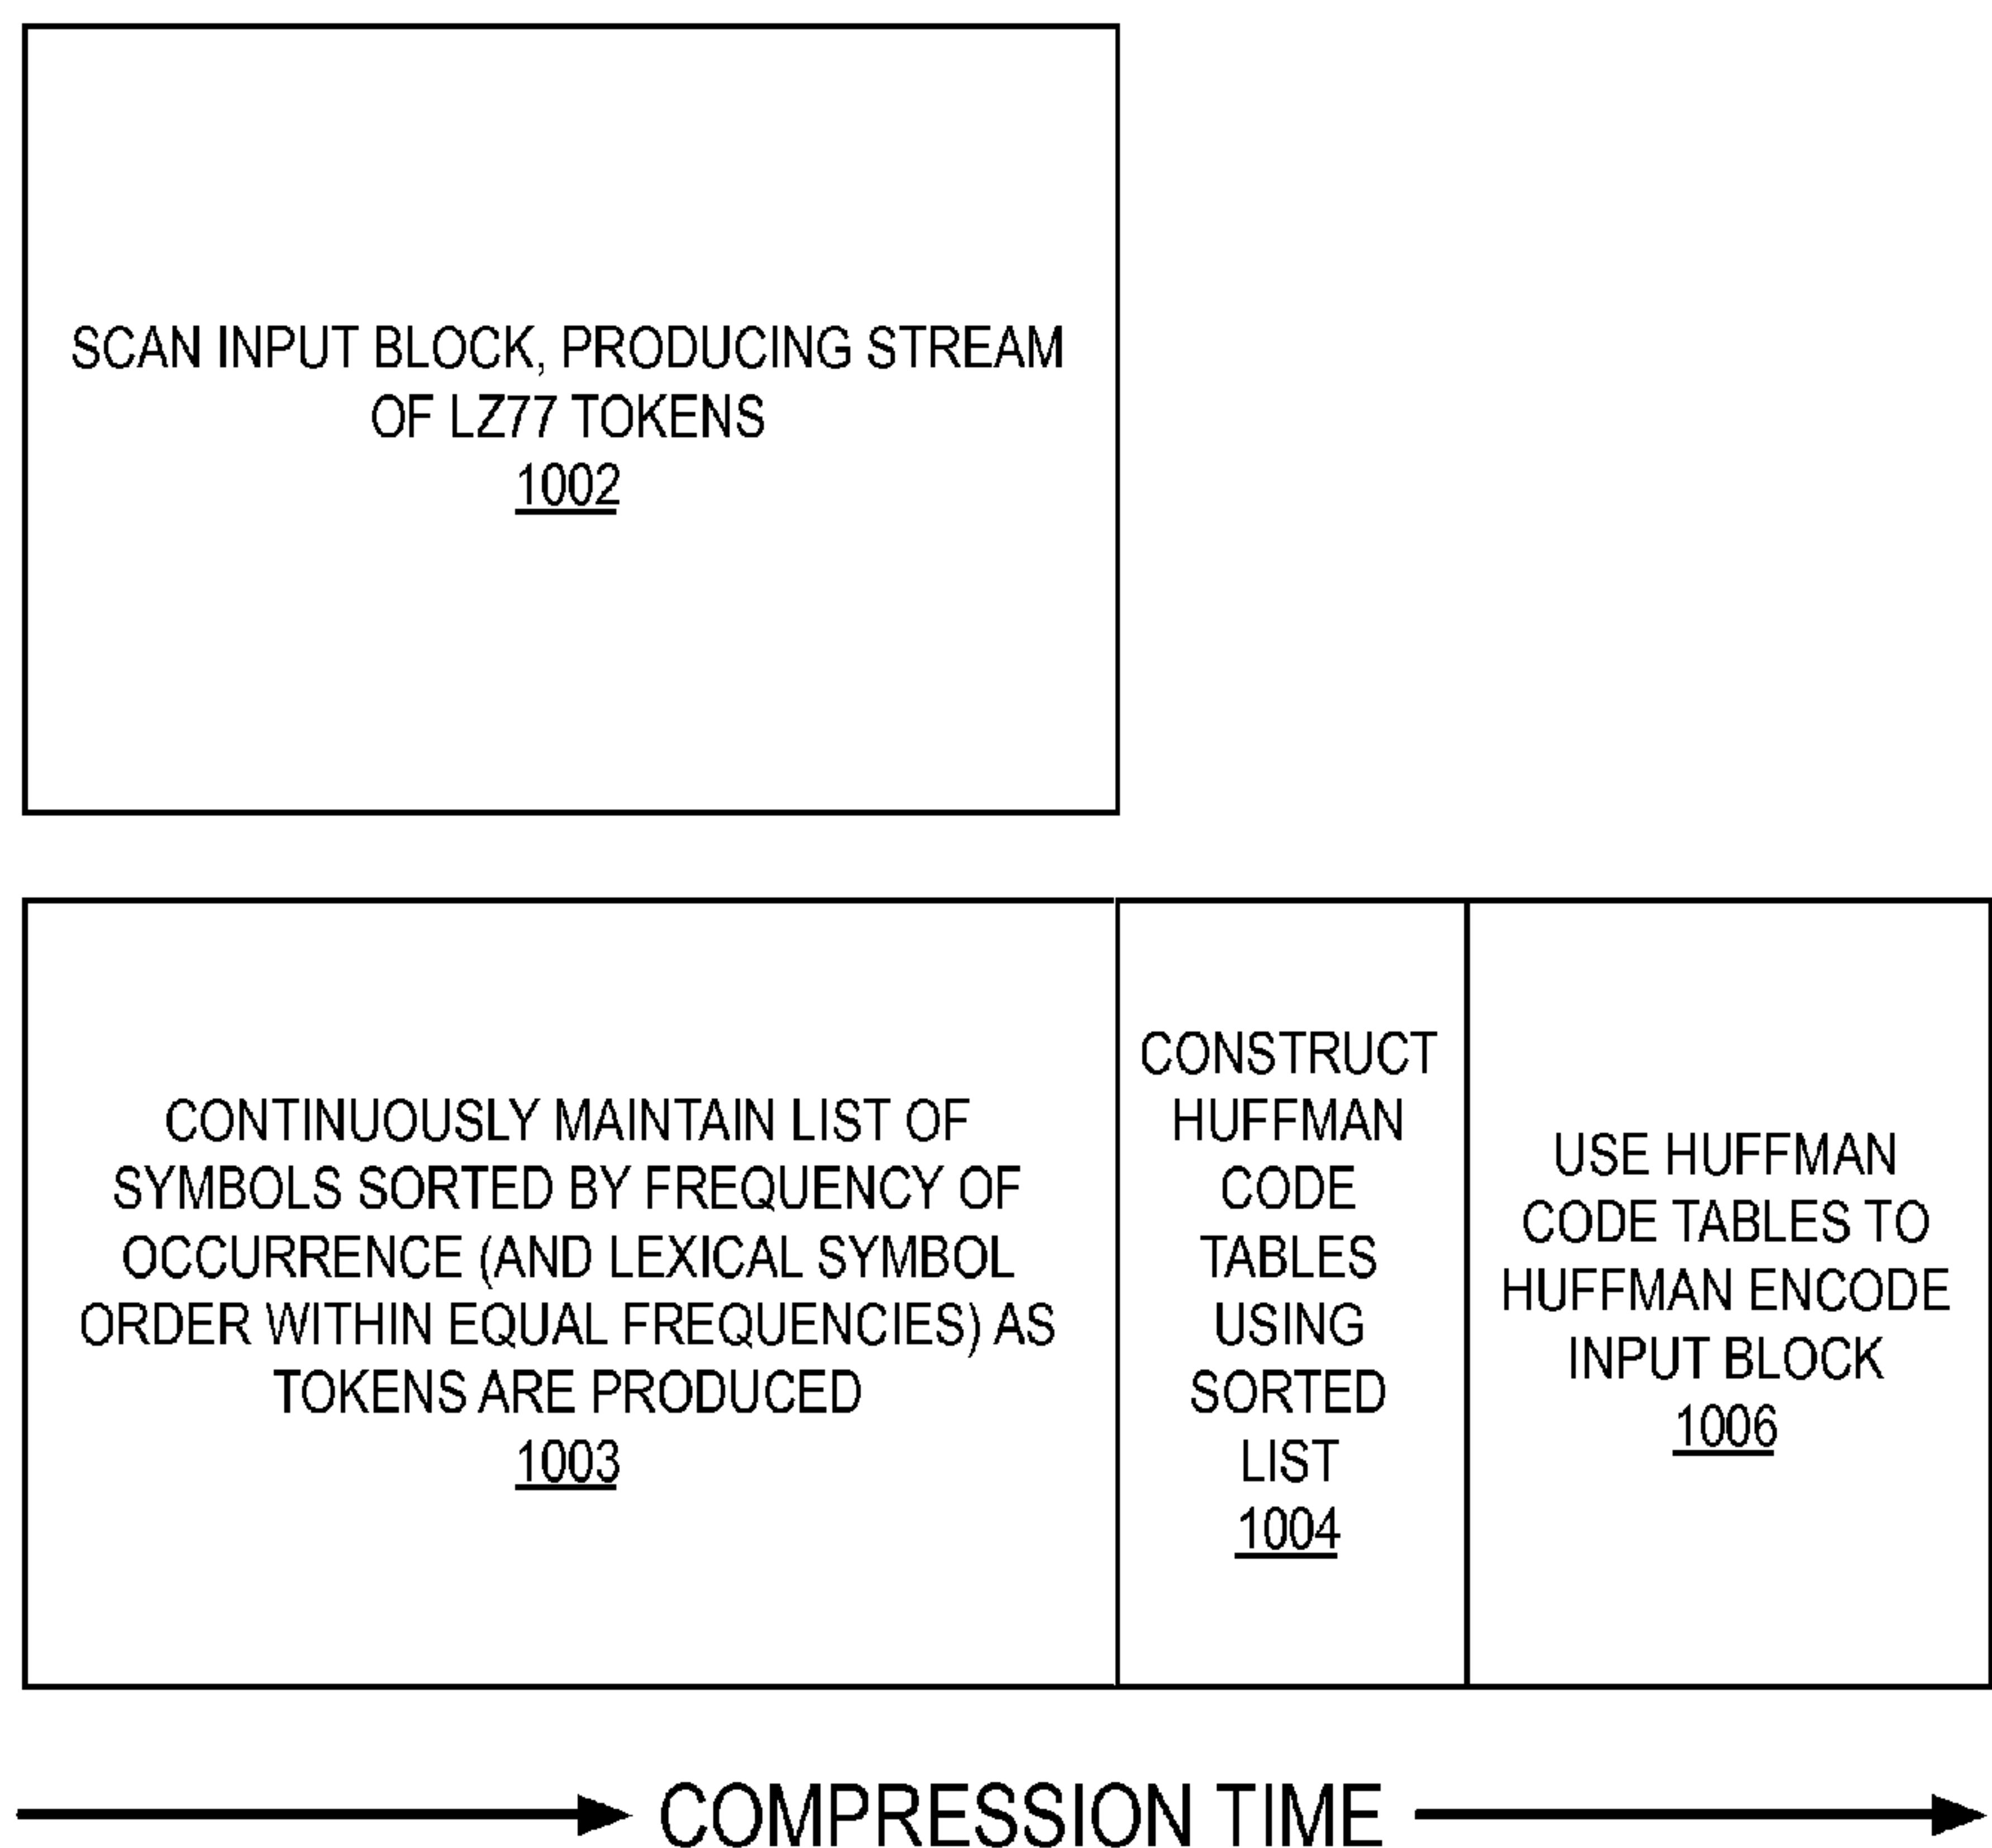 SCAN INPUT BLOCK, PRODUCING STREAM
OF LZ77 TOKENS
1002
CONTINUOUSLY MAINTAIN LIST OF
SYMBOLS SORTED BY FREQUENCY OF
OCCURRENCE (AND LEXICAL SYMBOL
ORDER WITHIN EQUAL FREQUENCIES) AS
TOKENS ARE PRODUCED
1003
CONSTRUCT
HUFFMAN
CODE
TABLES
USING
SORTED
LIST
1004
USE HUFFMAN
CODE TABLES TO
HUFFMAN ENCODE
INPUT BLOCK
1006
COMPRESSION TIME